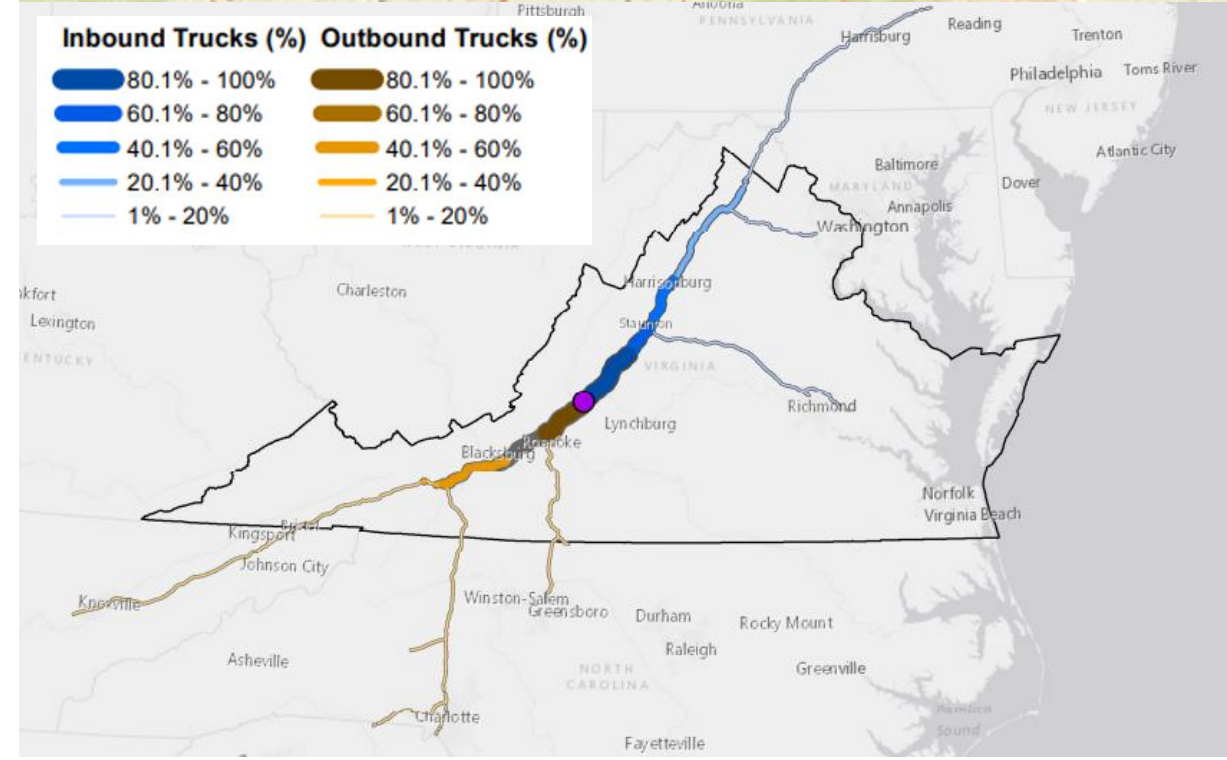 Pittsburgh
PENNSYLVANIA
Harrisburg
Reading
Trenton
Philadelphia
Toms River
NEW JERSEY
Atlantic City
Inbound Trucks (%) Outbound Trucks (%)
80.1% - 100% 80.1% - 100%
60.1% - 80% 60.1% - 80%
40.1% - 60% 40.1% - 60%
20.1% - 40% 20.1% - 40%
1% - 20% 1% - 20%
Baltimore
MARYLAND
Dover
Annapolis
Washington
Charleston
Harrisonburg
kfort
Lexington
Staunton
ENTUCKY
VIRGINIA
Richmond
Lynchburg
Roanoke
Blacksburg
Norfolk
Virginia Beach
Bristol
Kingsport
Johnson City
Knoxville
Winston-Salem
Greensboro
Durham
Rocky Mount
Raleigh
Asheville
NORTH
CAROLINA
Greenville
Charlotte
Pamlico
Sound
Fayetteville